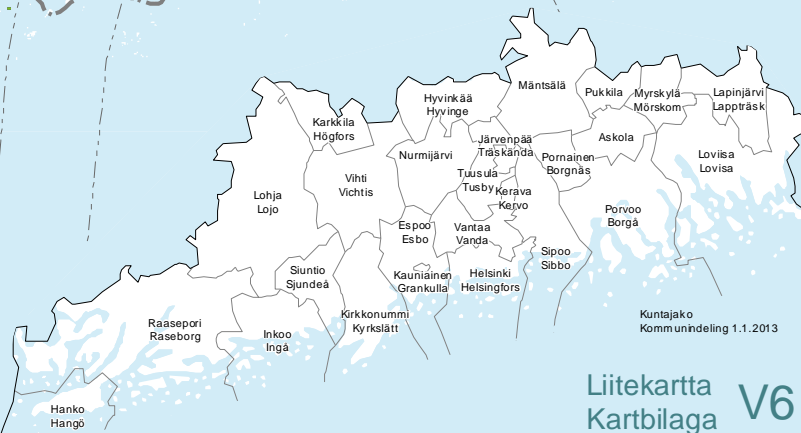 Mäntsälä
Pukkila
Myrskylä
Mörskom
Lapinjärvi
Lappträsk
Hyvinkää
Hyvinge
Karkkila
Högfors
Järvenpää
Träskända
Askola
Nurmijärvi
Pornainen
Borgnäs
Loviisa
Lovisa
Vihti
Vichtis
Tuusula
Tusby
Kerava
Kervo
Lohja
Lojo
Porvoo
Borgå
Espoo
Esbo
Vantaa
Vanda
Sipoo
Sibbo
Siuntio
Sjundeå
Kauniainen
Grankulla
Helsinki
Helsingfors
Kirkkonummi
Kyrkslätt
Raasepori
Raseborg
Inkoo
Ingå
Kuntajako
Kommunindeling 1.1.2013
Hanko
Hangö
Liitekartta
Kartbilaga
V6